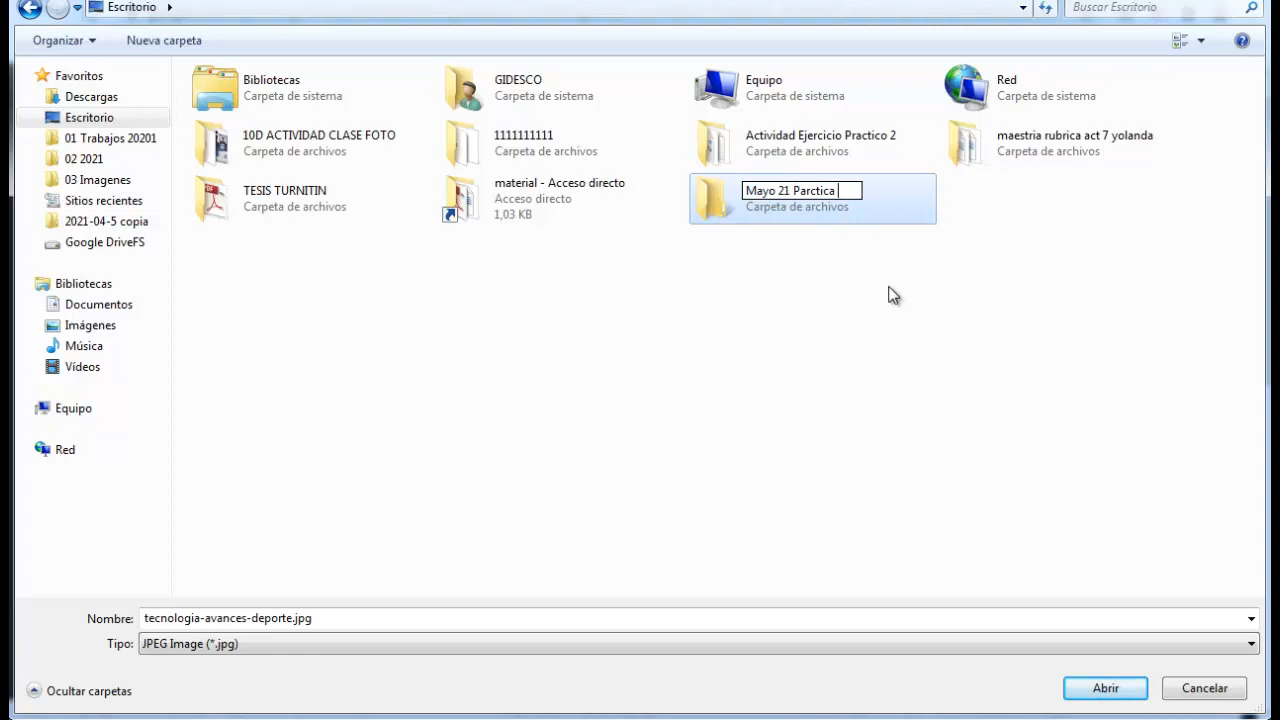 Escritorio
Buscar Escritorio
Organizar
Nueva carpeta
Favoritos
Descargas
Escritorio
01 Trabajos 20201
02 2021
03 Imagenes
Sitios recientes
2021-04-5 copia
Google DriveFS
Bibliotecas
Documentos
Imágenes
Música
Vídeos
Equipo
Red
Bibliotecas
Carpeta de sistema
GIDESCO
Carpeta de sistema
Equipo
Carpeta de sistema
Red
Carpeta de sistema
10D ACTIVIDAD CLASE FOTO
Carpeta de archivos
1111111111
Carpeta de archivos
Actividad Ejercicio Practico 2
Carpeta de archivos
maestria rubrica act 7 yolanda
Carpeta de archivos
TESIS TURNITIN
Carpeta de archivos
material - Acceso directo
Acceso directo
1,03 KB
Mayo 21 Parctica
Carpeta de archivos
Nombre: tecnologia-avances-deporte.jpg
Tipo: JPEG Image (*.jpg)
Ocultar carpetas
Abrir
Cancelar